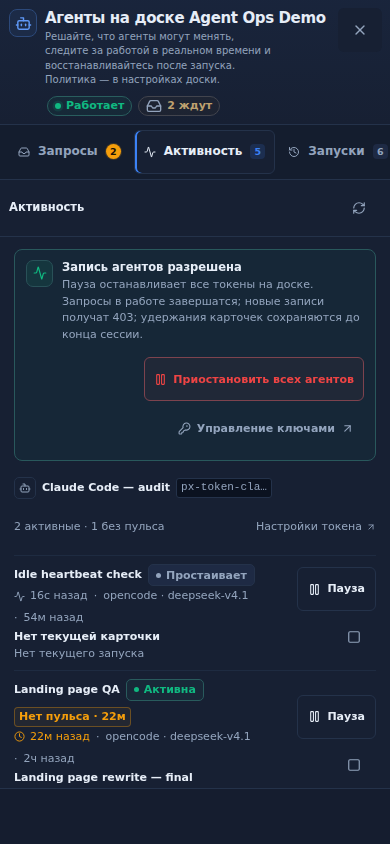 Агенты на доске Agent Ops Demo
Решайте, что агенты могут менять,
следите за работой в реальном времени и
восстанавливайтесь после запуска.
Политика — в настройках доски.
Работает
2 ждут
Запросы 2
Активность 5
Запуски 6
Активность
Запись агентов разрешена
Пауза останавливает все токены на доске.
Запросы в работе завершатся; новые записи
получат 403; удержания карточек сохраняются до
конца сессии.
Приостановить всех агентов
Управление ключами
Claude Code — audit px-token-cla…
2 активные · 1 без пульса
Настройки токена
Idle heartbeat check Простаивает
Пауза
16с назад · opencode · deepseek-v4.1
· 54м назад
Нет текущей карточки
Нет текущего запуска
Landing page QA Активна
Пауза
Нет пульса · 22м
22м назад · opencode · deepseek-v4.1
· 2ч назад
Landing page rewrite — final